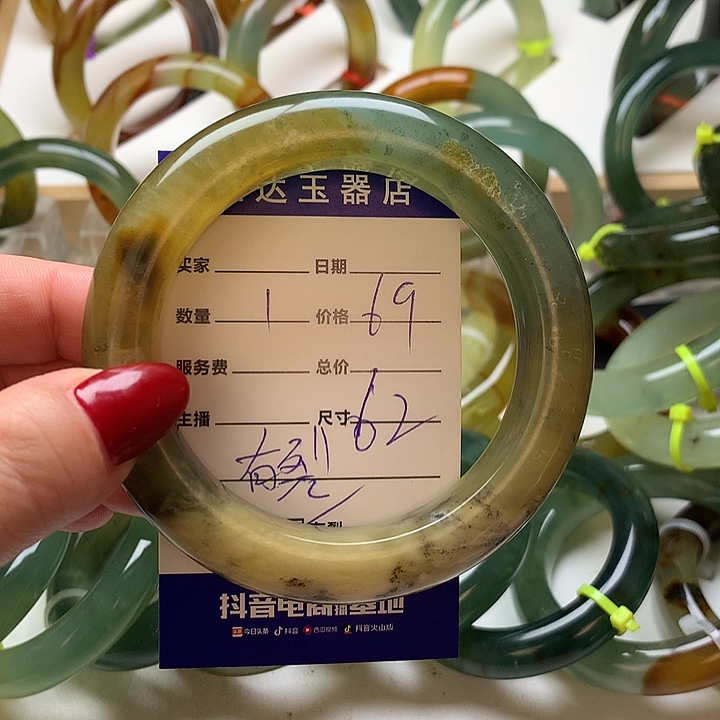 达玉器店
买家 日期
数量 1 价格 69
服务费 总价
主播 尺寸 62
抖音电商直播基地
今日头条 抖音 西瓜视频 抖音火山版